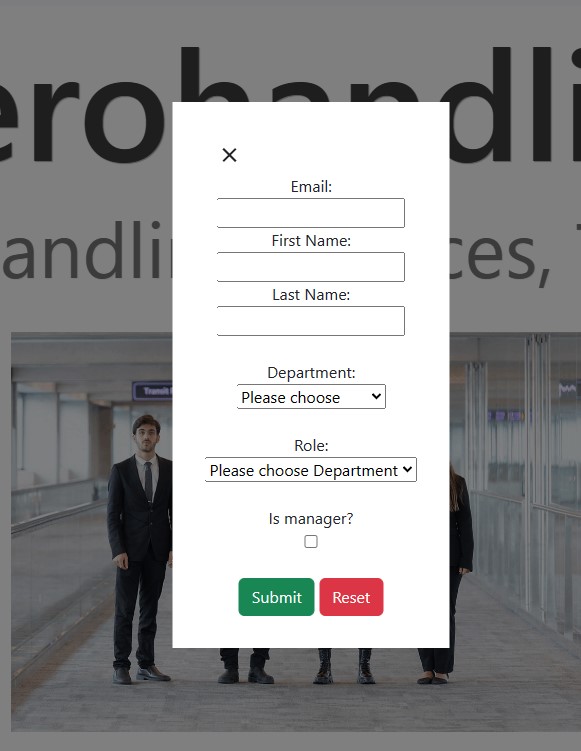 erohandli
andli ces,
×
Email:
First Name:
Last Name:
Department:
Please choose
Role:
Please choose Department
Is manager?
Submit Reset
Transit